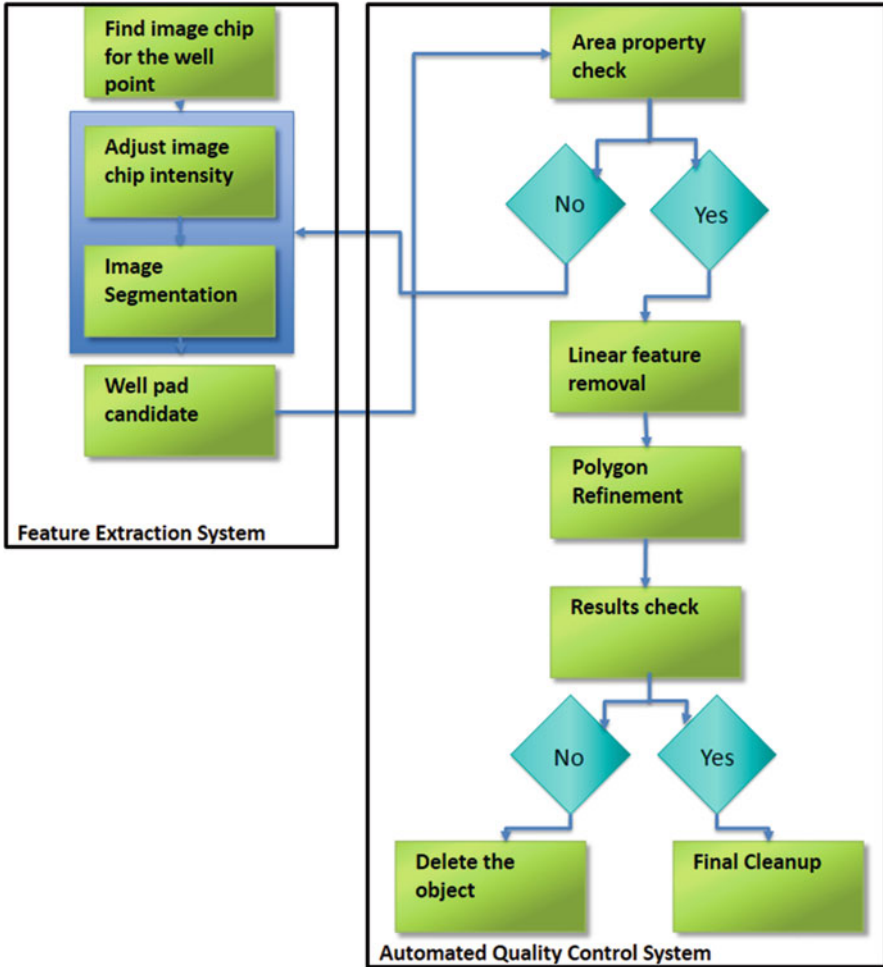 Find image chip
for the well
point
Adjust image
chip intensity
Image
Segmentation
Well pad
candidate
Feature Extraction System
Area property
check
No
Yes
Linear feature
removal
Polygon
Refinement
Results check
No
Yes
Delete the
object
Final Cleanup
Automated Quality Control System